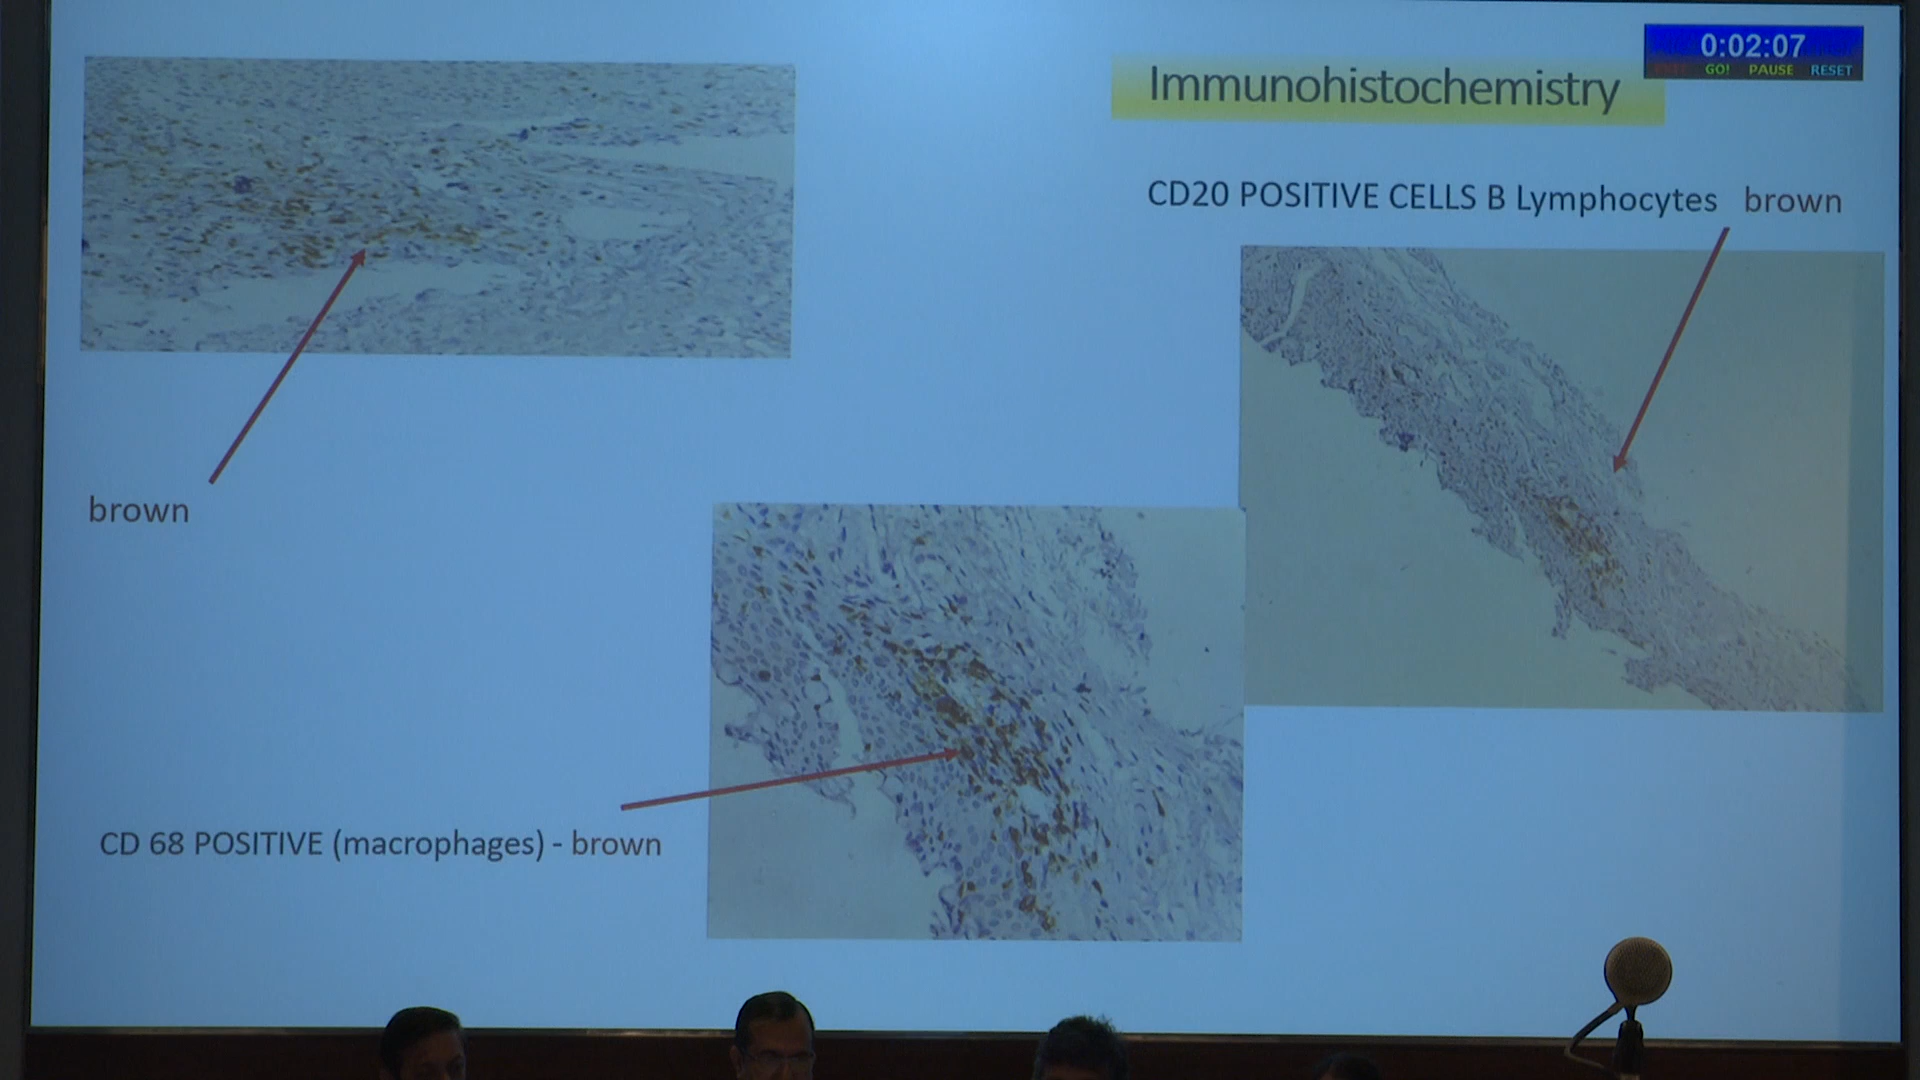 0:02:07
GO! PAUSE RESET
Immunohistochemistry
CD20 POSITIVE CELLS B Lymphocytes brown
brown
CD 68 POSITIVE (macrophages) - brown